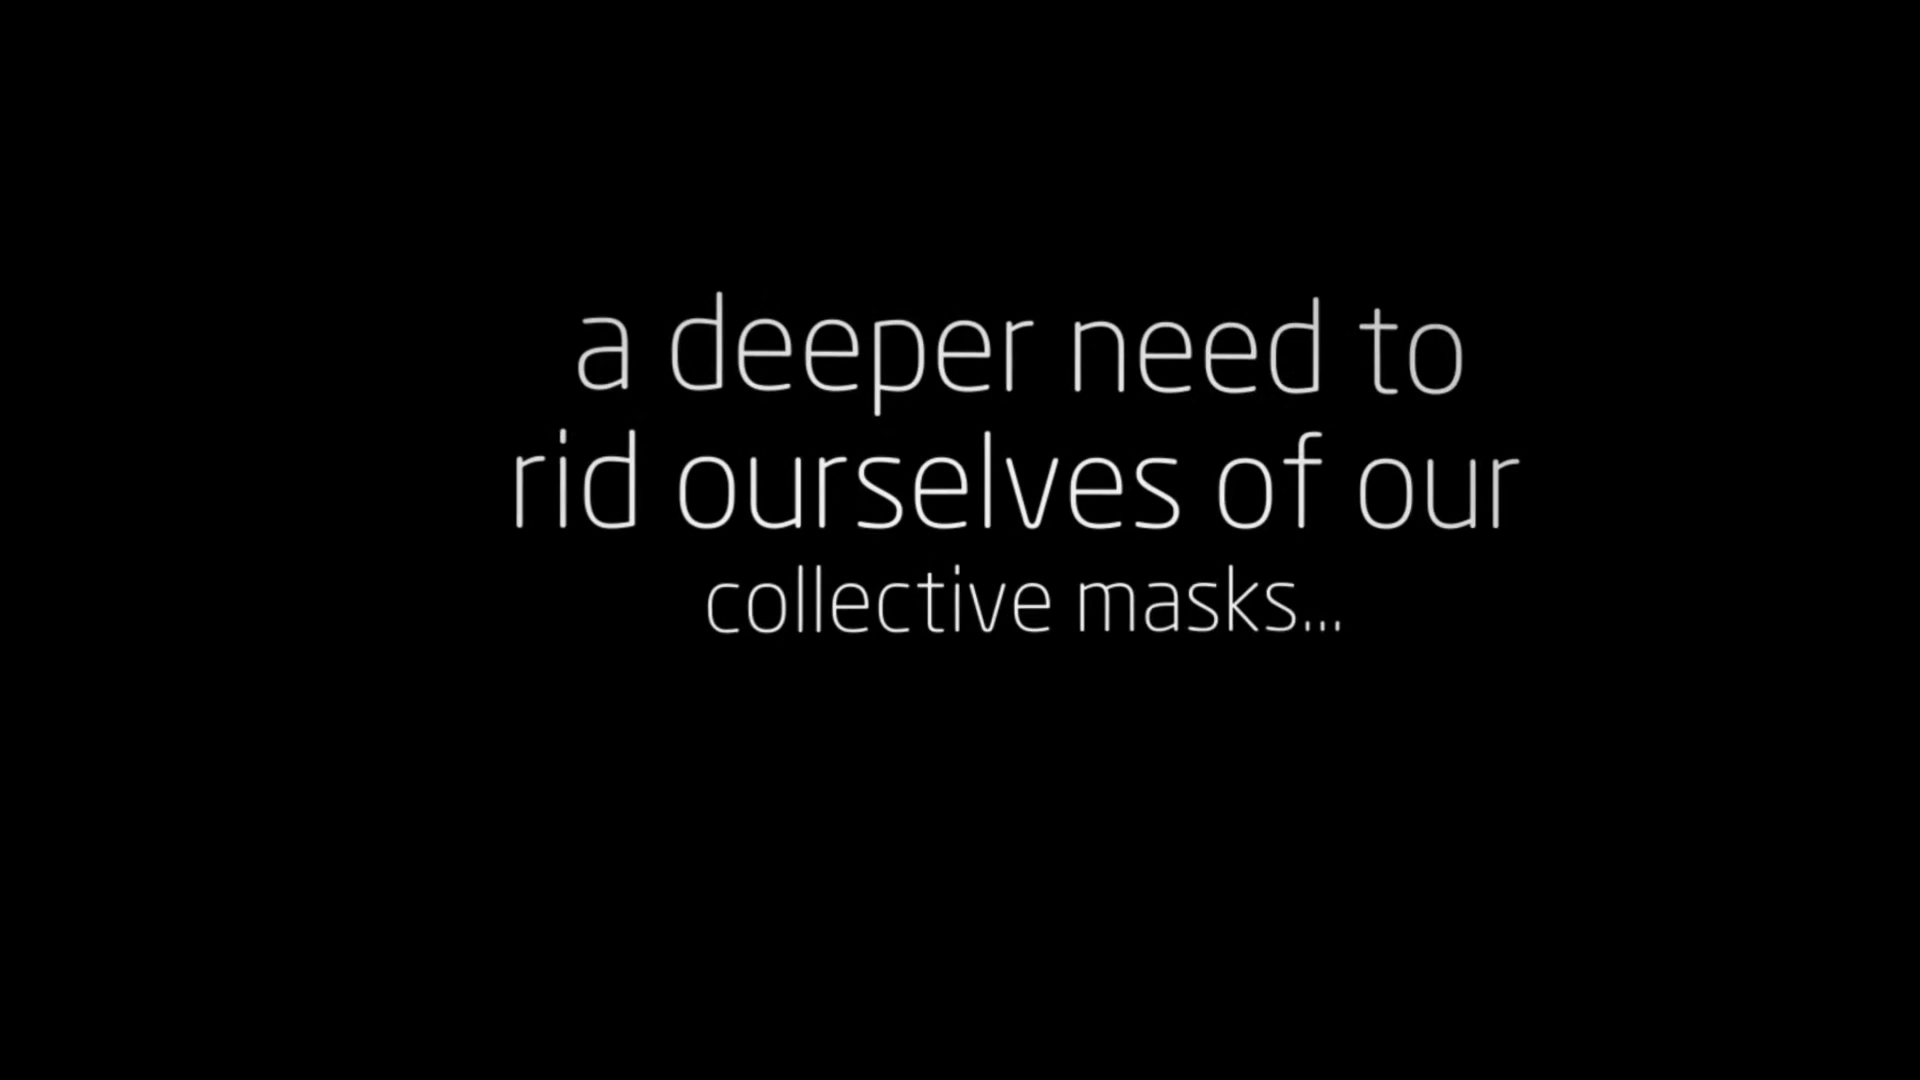 a deeper need to
rid ourselves of our
collective masks...